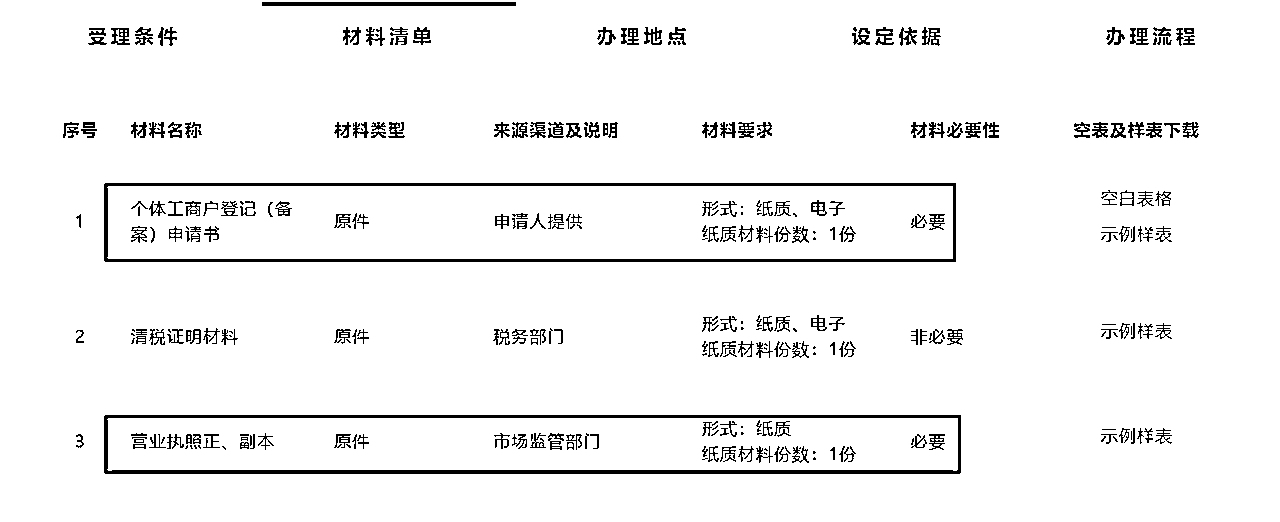 受理条件 材料清单 办理地点 设定依据 办理流程
序号 材料名称 材料类型 来源渠道及说明 材料要求 材料必要性 空表及样表下载
1 个体工商户登记（备案）申请书 原件 申请人提供 形式：纸质、电子 纸质材料份数：1份 必要 空白表格 示例样表
2 清税证明材料 原件 税务部门 形式：纸质、电子 纸质材料份数：1份 非必要 示例样表
3 营业执照正、副本 原件 市场监管部门 形式：纸质 纸质材料份数：1份 必要 示例样表